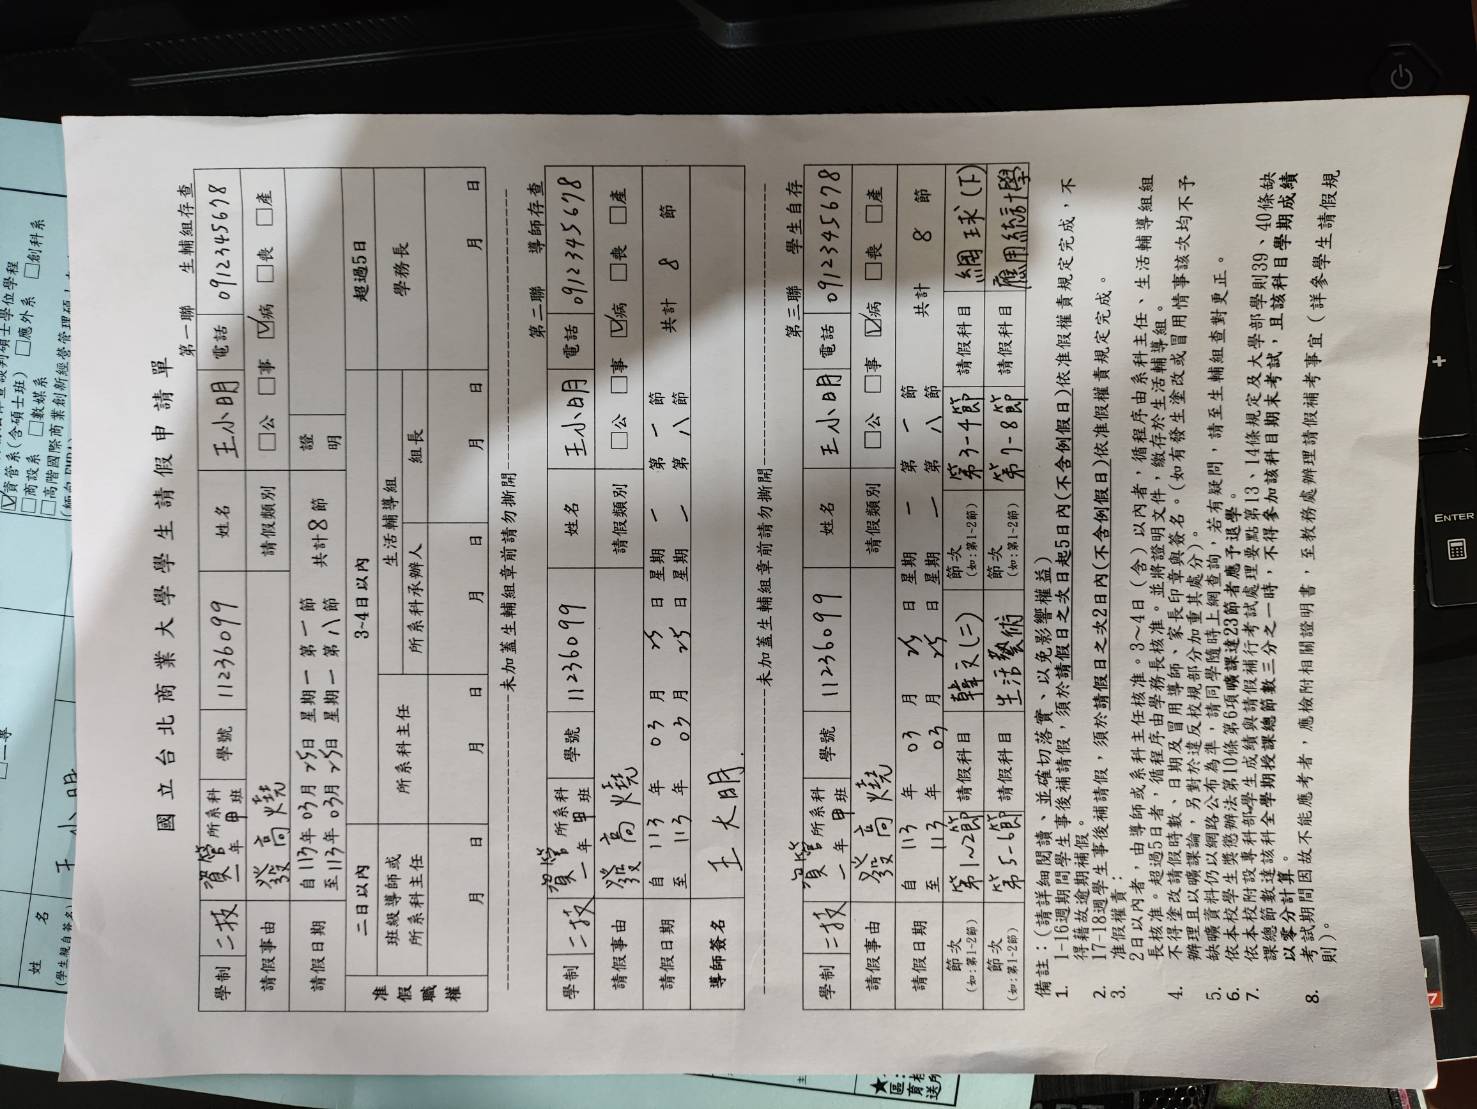 國立台北商業大學學生請假申請單
第一聯 生輔組存查
學制 二技 資管 所系科 二年甲班 學號 11236099 姓名 王小明 電話 0912345678
請假事由 發高燒 請假類別 □公 □事 ☑病 □喪 □產
請假日期 自113年03月25日 星期一 第一節
至113年03月25日 星期一 第八節 共計8節 證明
准假職權 二日以內 3~4日以內 超過5日
班級導師或所系科主任 所系科主任 生活輔導組 學務長
所系科承辦人 組長
月 日 月 日 月 日 月 日 月 日
未加蓋生輔組章前請勿撕開
第二聯 導師存查
學制 二技 資管 所系科 二年甲班 學號 11236099 姓名 王小明 電話 0912345678
請假事由 發高燒 請假類別 □公 □事 ☑病 □喪 □產
請假日期 自 113 年 03 月 25 日 星期 一 第 一 節
至 113 年 03 月 25 日 星期 一 第 八 節 共計 8 節
導師簽名 王大明
未加蓋生輔組章前請勿撕開
第三聯 學生自存
學制 二技 資管 所系科 二年甲班 學號 11236099 姓名 王小明 電話 0912345678
請假事由 發高燒 請假類別 □公 □事 ☑病 □喪 □產
請假日期 自 113 年 03 月 25 日 星期 一 第 一 節
至 113 年 03 月 25 日 星期 一 第 八 節 共計 8 節
節次 (如:第1-2節) 第1~2節 請假科目 韓文(二) 節次 (如:第1-2節) 第3-4節 請假科目 網球(下)
節次 (如:第1-2節) 第5-6節 請假科目 生活藝術 節次 (如:第1-2節) 第7-8節 請假科目 應用統計學
備註：(請詳細閱讀、並確切落實、以免影響權益)
1. 1-16週期間學生事後補請假，須於請假日之次日起5日內(不含例假日)依准假權責規定完成，不
得藉故逾期補假。
2. 17-18週學生事後補請假，須於請假日之次2日內(不含例假日)依准假權責規定完成。
3. 准假權責：
2日以內者，由導師或系科主任核准。3~4日(含)以內者，循程序由系科主任、生活輔導組組
長核准。超過5日者，循程序由學務長核准。並將證明文件，繳存於生活輔導組。
4. 不得塗改請假時數、日期及冒用導師、家長印章與簽名。(如有發生塗改或冒用情事該次均不予
辦理且以曠課論，另對於違反校規部分加重其處分)。
5. 缺曠資料仍以網路公布為準，請同學隨時上網查詢，若有疑問，請至生輔組查對更正。
6. 依本校學生獎懲辦法第10條第6項曠課達23節者應予退學。
7. 依本校附設專科部學生成績與請假補行考試處理要點第13、14條規定及大學部學則39、40條缺
課總節數達該科全學期授課總節數三分之一時，不得參加該科目期末考試，且該科目學期成績
以零分計算。
8. 考試期間因故不能應考者，應檢附相關證明書，至教務處辦理請假補考事宜(詳參學生請假規
則)。
☑資管系(含碩士班) □應外系 □創科系
□商設系 □數媒系
姓 名
(學生親自簽名)
ENTER